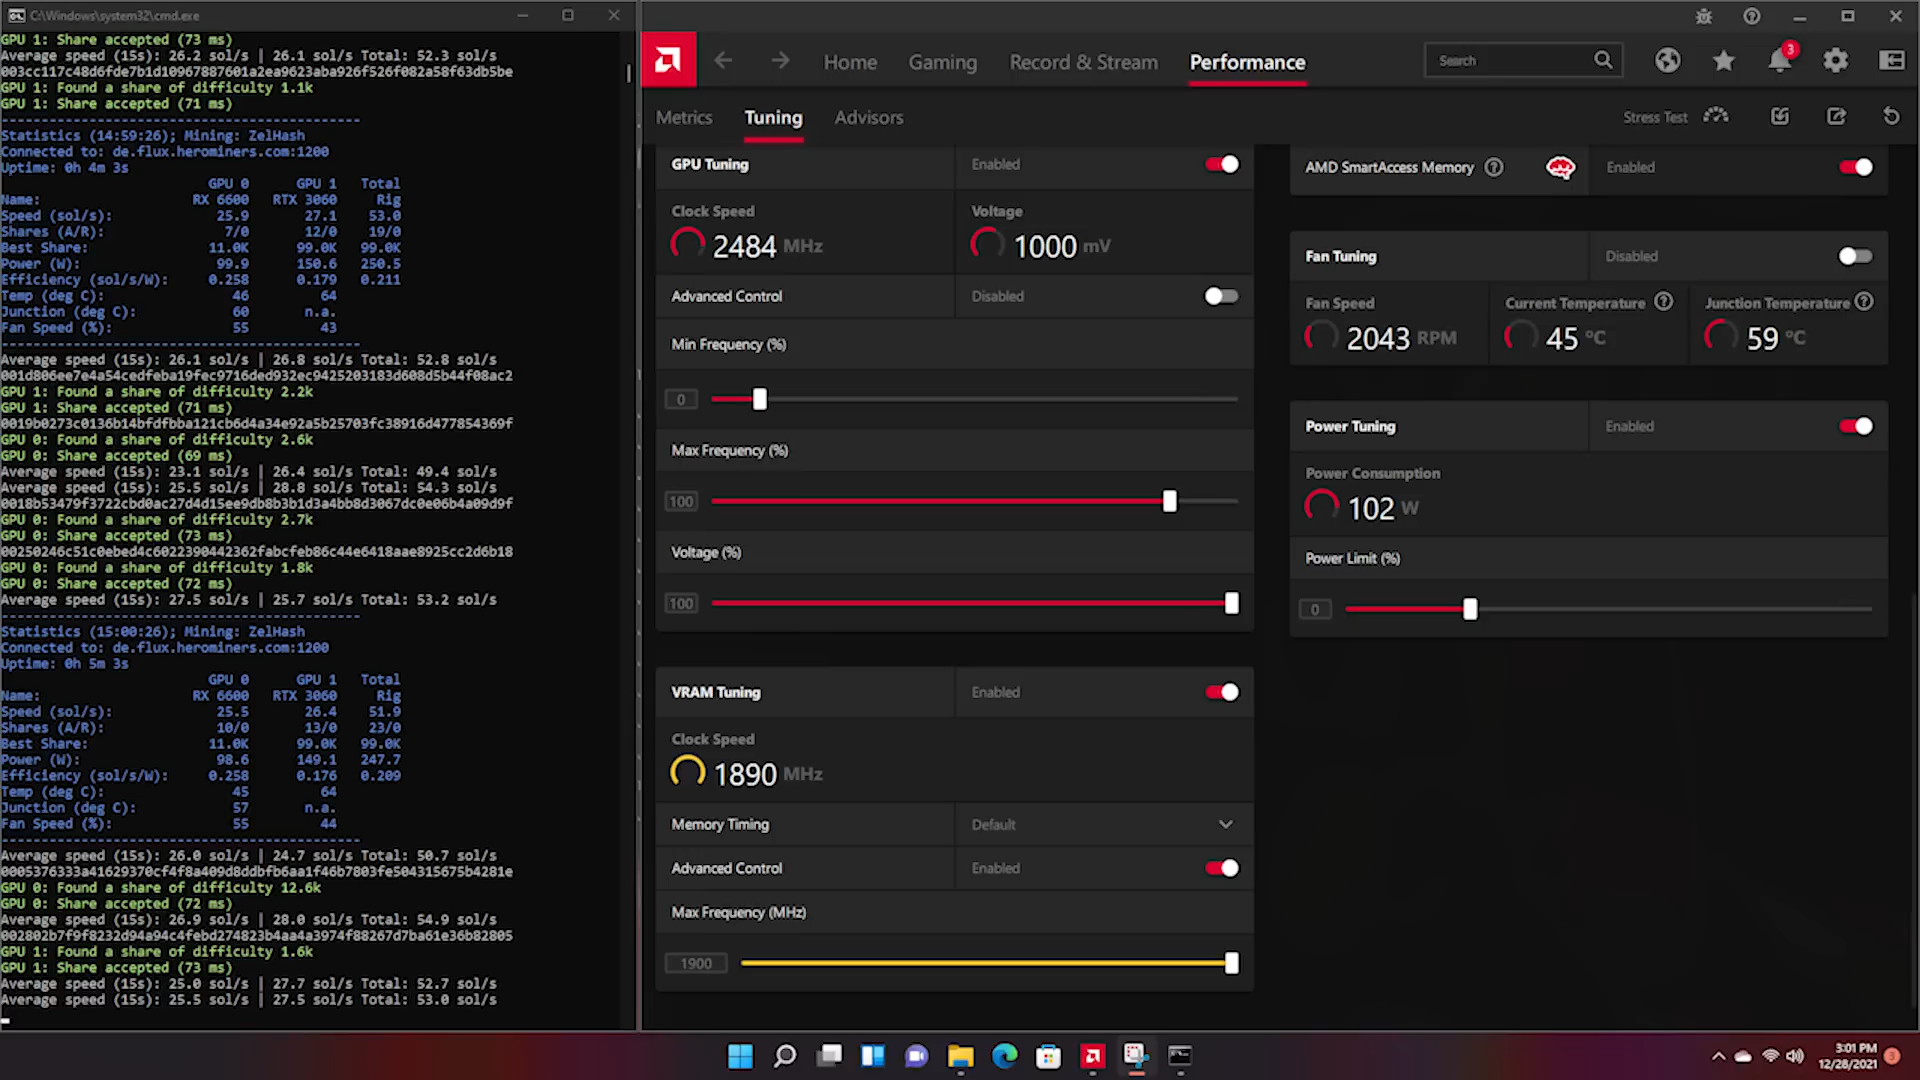 C:\Windows\system32\cmd.exe
GPU 1: Share accepted (73 ms)
Average speed (15s): 26.2 sol/s | 26.1 sol/s Total: 52.3 sol/s
003cc117c48d6fde7b1d10967887601a2ea9623aba926f526f082a58f63db5be
GPU 1: Found a share of difficulty 1.1k
GPU 1: Share accepted (71 ms)
Statistics (14:59:26); Mining: ZelHash
Connected to: de.flux.herominers.com:1200
Uptime: 0h 4m 3s
GPU 0 GPU 1 Total
Name: RX 6600 RTX 3060 Rig
Speed (sol/s): 25.9 27.1 53.0
Shares (A/R): 7/0 12/0 19/0
Best Share: 11.0K 99.0K 99.0K
Power (W): 99.9 150.6 250.5
Efficiency (sol/s/W): 0.258 0.179 0.211
Temp (deg C): 46 64
Junction (deg C): 60 n.a.
Fan Speed (%): 55 43
Average speed (15s): 26.1 sol/s | 26.8 sol/s Total: 52.8 sol/s
001d806ee7e4a54cedfeba19fec9716ded932ec9425203183d608d5b44f08ac2
GPU 1: Found a share of difficulty 2.2k
GPU 1: Share accepted (71 ms)
0019b0273c0136b14bfdfbba121cb6d4a34e92a5b25703fc38916d477854369f
GPU 0: Found a share of difficulty 2.6k
GPU 0: Share accepted (69 ms)
Average speed (15s): 23.1 sol/s | 26.4 sol/s Total: 49.4 sol/s
Average speed (15s): 25.5 sol/s | 28.8 sol/s Total: 54.3 sol/s
0018b53479f3722cbd0ac27d4d15ee9db8b3b1d3a4bb8d3067dc0e06b4a09d9f
GPU 0: Found a share of difficulty 2.7k
GPU 0: Share accepted (73 ms)
00250246c51c0ebed4c6022390442362fabcfeb86c44e6418aae8925cc2d6b18
GPU 0: Found a share of difficulty 1.8k
GPU 0: Share accepted (72 ms)
Average speed (15s): 27.5 sol/s | 25.7 sol/s Total: 53.2 sol/s
Statistics (15:00:26); Mining: ZelHash
Connected to: de.flux.herominers.com:1200
Uptime: 0h 5m 3s
GPU 0 GPU 1 Total
Name: RX 6600 RTX 3060 Rig
Speed (sol/s): 25.5 26.4 51.9
Shares (A/R): 10/0 13/0 23/0
Best Share: 11.0K 99.0K 99.0K
Power (W): 98.6 149.1 247.7
Efficiency (sol/s/W): 0.258 0.176 0.209
Temp (deg C): 45 64
Junction (deg C): 57 n.a.
Fan Speed (%): 55 44
Average speed (15s): 26.0 sol/s | 24.7 sol/s Total: 50.7 sol/s
0005376333a41629370cf4f8a409d8ddbfb6aa1f46b7803fe504315675b4281e
GPU 0: Found a share of difficulty 12.6k
GPU 0: Share accepted (72 ms)
Average speed (15s): 26.9 sol/s | 28.0 sol/s Total: 54.9 sol/s
002802b7f9f8232d94a94c4febd274823b4aa4a3974f88267d7ba61e36b82805
GPU 1: Found a share of difficulty 1.6k
GPU 1: Share accepted (73 ms)
Average speed (15s): 25.0 sol/s | 27.7 sol/s Total: 52.7 sol/s
Average speed (15s): 25.5 sol/s | 27.5 sol/s Total: 53.0 sol/s
Home Gaming Record & Stream Performance Search 3
Metrics Tuning Advisors Stress Test
GPU Tuning Enabled
Clock Speed Voltage
2484 MHz 1000 mV
Advanced Control Disabled
Min Frequency (%)
0
Max Frequency (%)
100
Voltage (%)
100
VRAM Tuning Enabled
Clock Speed
1890 MHz
Memory Timing Default
Advanced Control Enabled
Max Frequency (MHz)
1900
AMD SmartAccess Memory Enabled
Fan Tuning Disabled
Fan Speed Current Temperature Junction Temperature
2043 RPM 45 °C 59 °C
Power Tuning Enabled
Power Consumption
102 W
Power Limit (%)
0
3:01 PM
12/28/2021
3